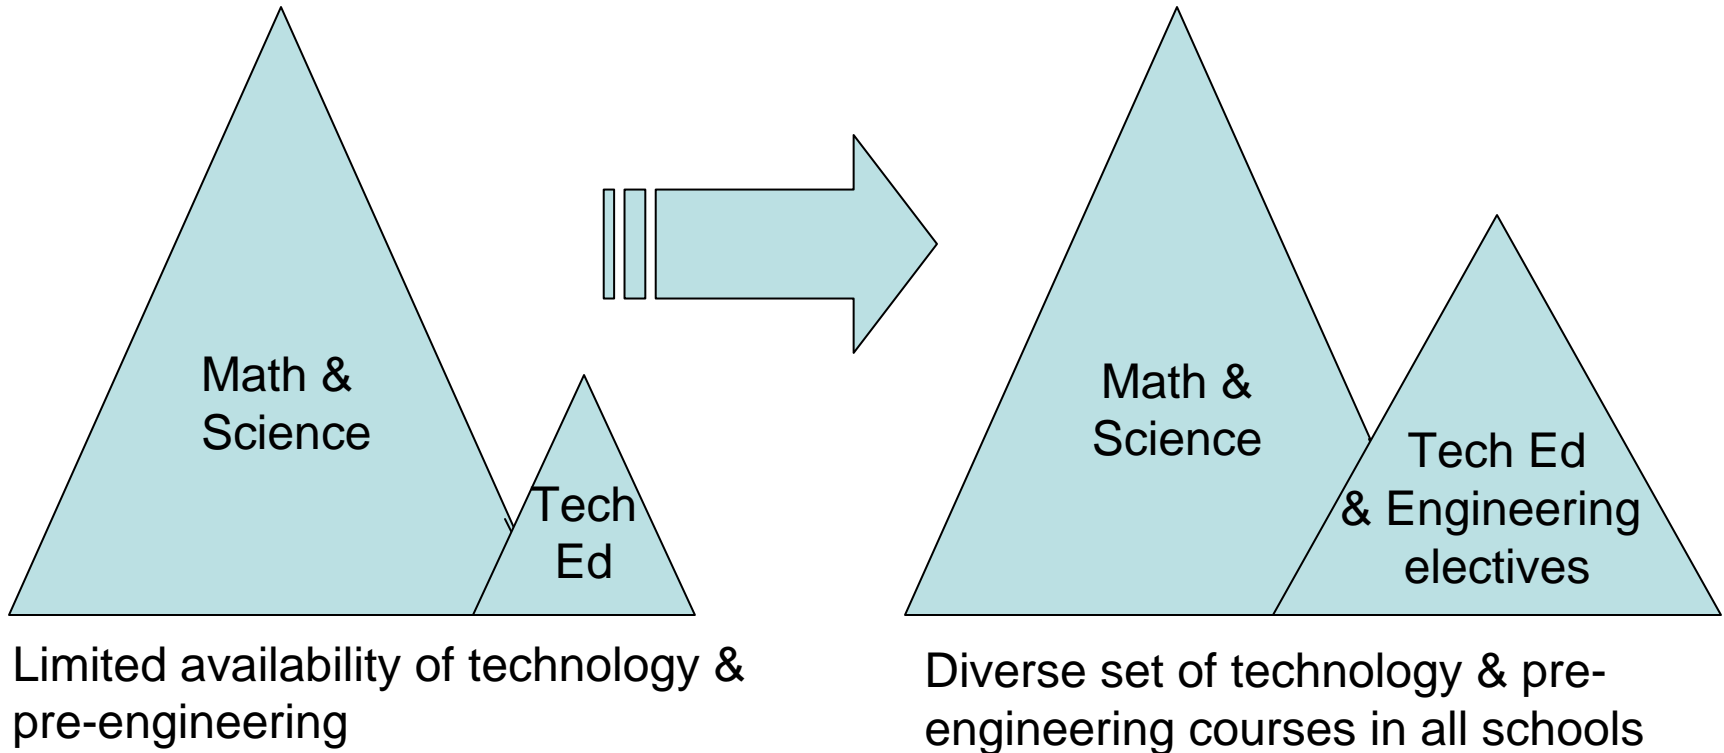 Math &
Science
Tech
Ed
Limited availability of technology &
pre-engineering
Math &
Science
Tech Ed
& Engineering
electives
Diverse set of technology & pre-
engineering courses in all schools